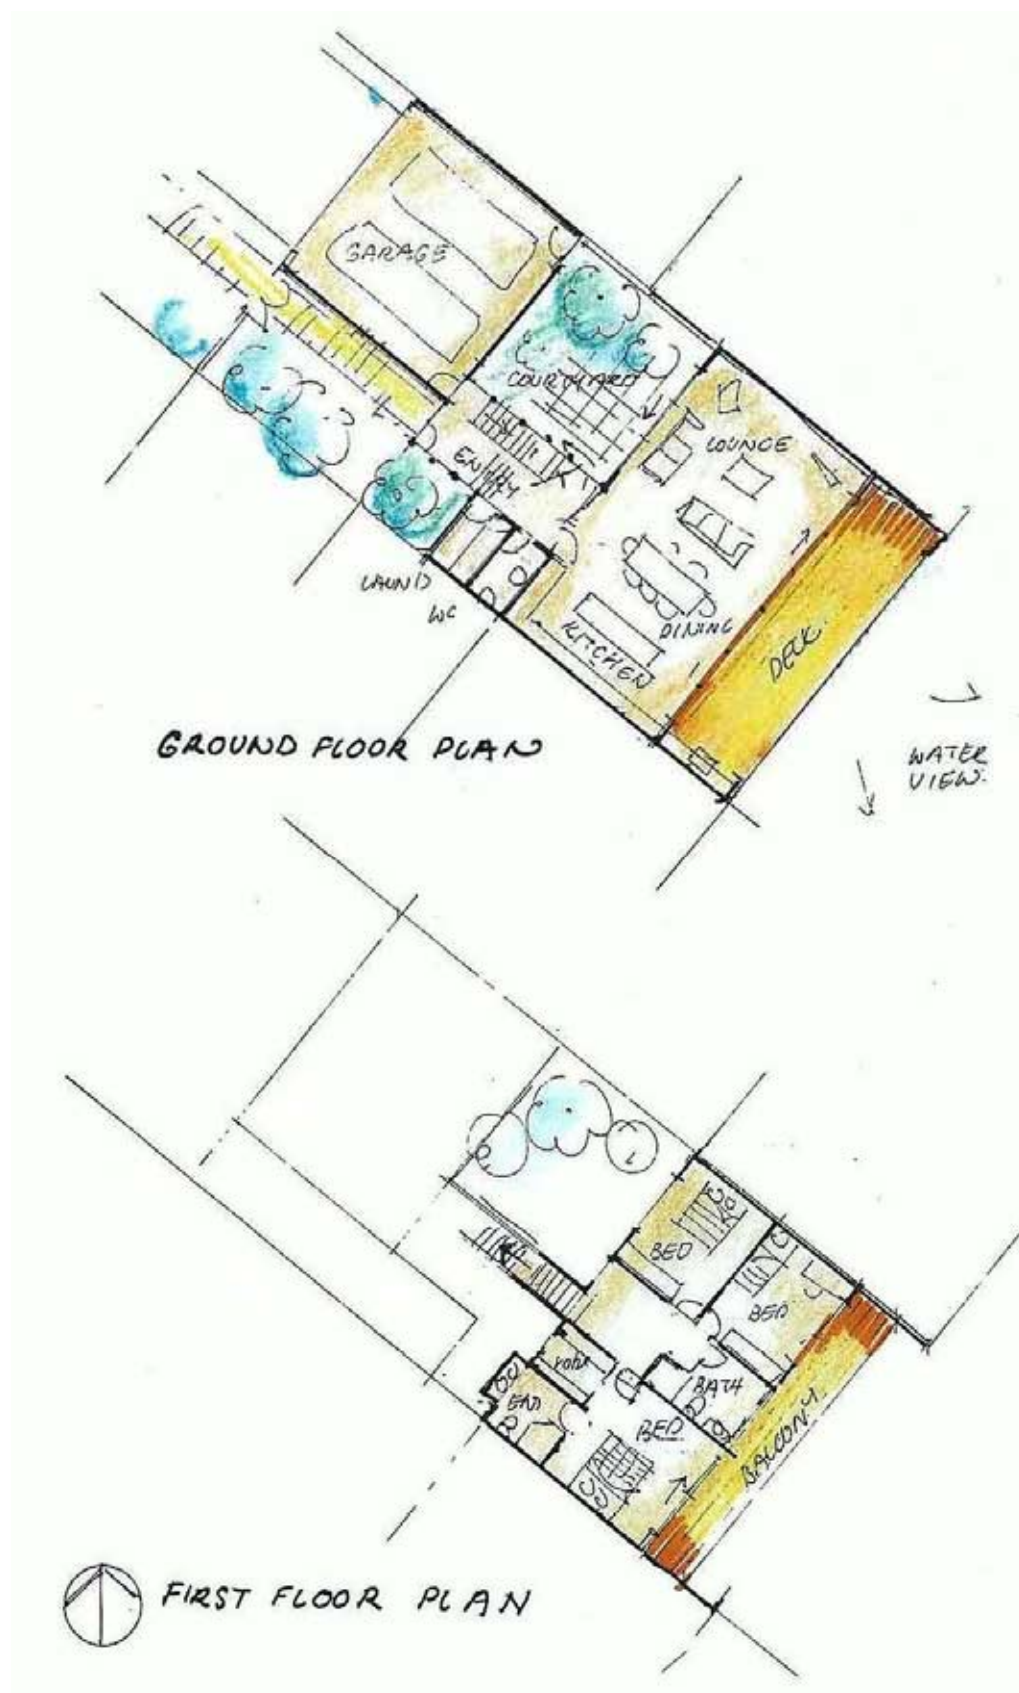 GARAGE
COURTYARD
LOUNGE
ENTRY
LAUND
WC
DINING
KITCHEN
DECK
GROUND FLOOR PLAN
WATER
VIEW.
BED
BED
ROBE
BATH
ENS
BED
BALCONY
FIRST FLOOR PLAN